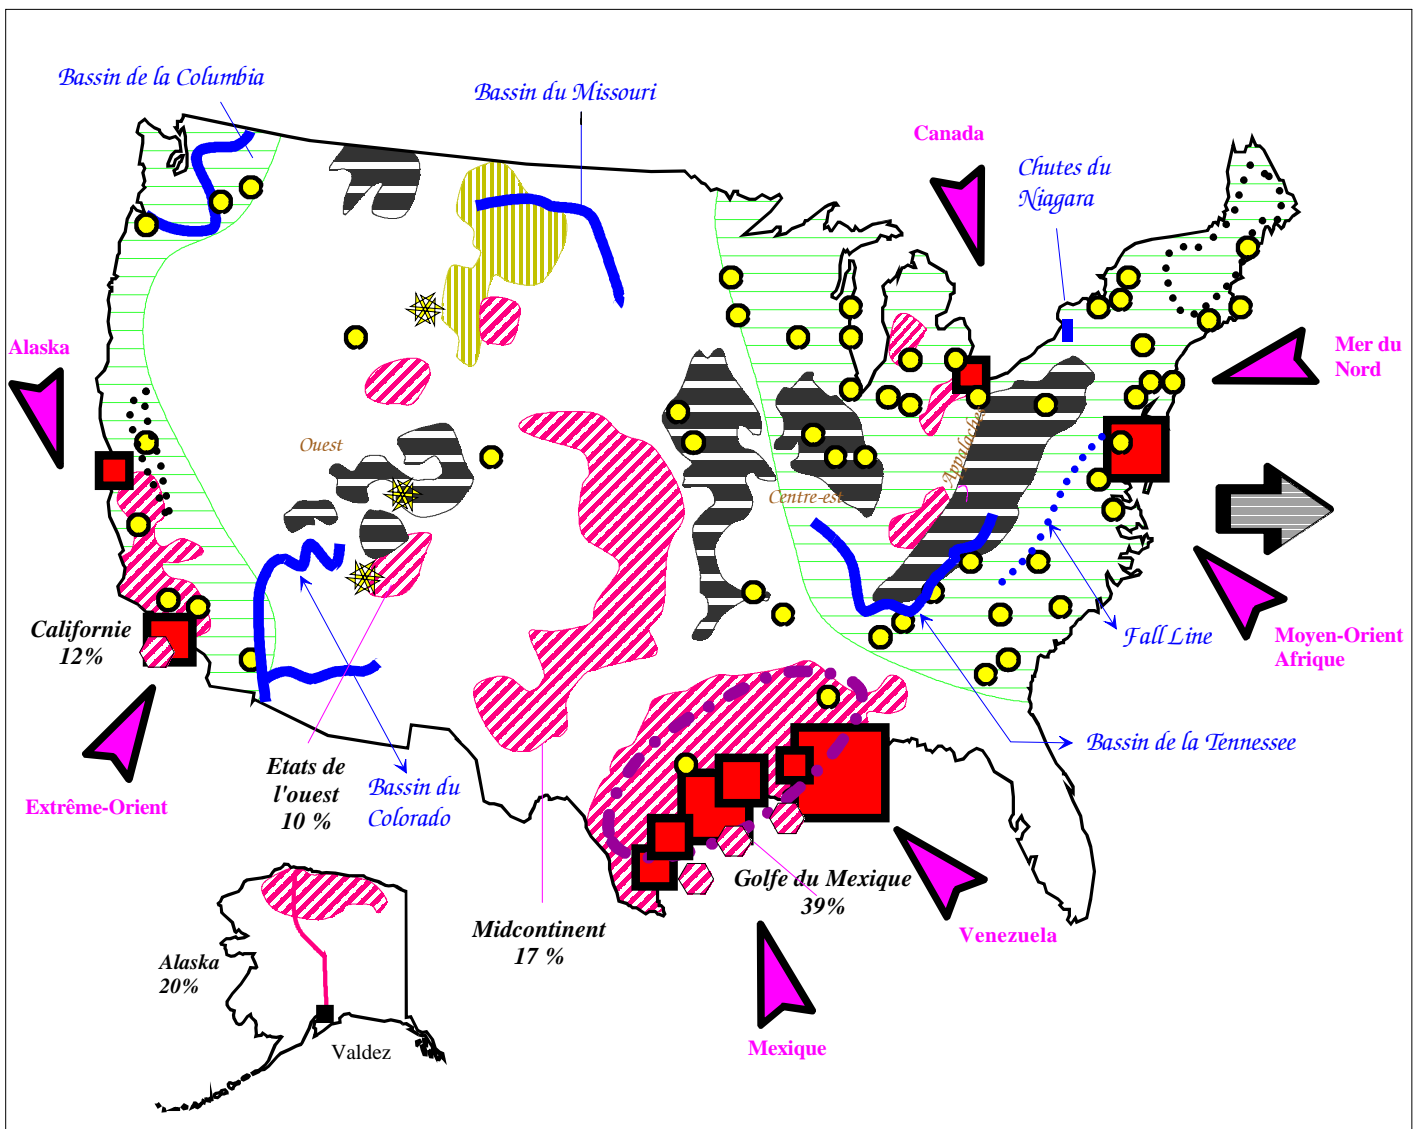 Bassin de la Columbia
Bassin du Missouri
Canada
Chutes du
Niagara
Alaska
Mer du
Nord
Ouest
Appalaches
Centre-est
Californie
12%
Fall Line
Moyen-Orient
Afrique
Bassin de la Tennessee
Etats de
l'ouest
10 %
Bassin du
Colorado
Extrême-Orient
Golfe du Mexique
39%
Midcontinent
17 %
Venezuela
Alaska
20%
Mexique
Valdez